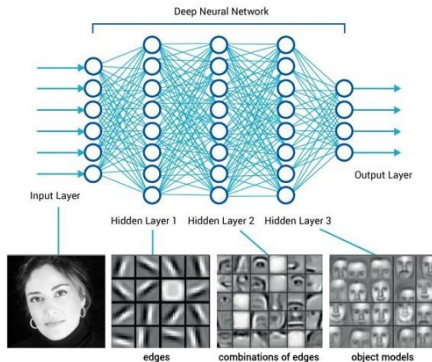 Deep Neural Network
Input Layer
Output Layer
Hidden Layer 1 Hidden Layer 2 Hidden Layer 3
edges combinations of edges object models